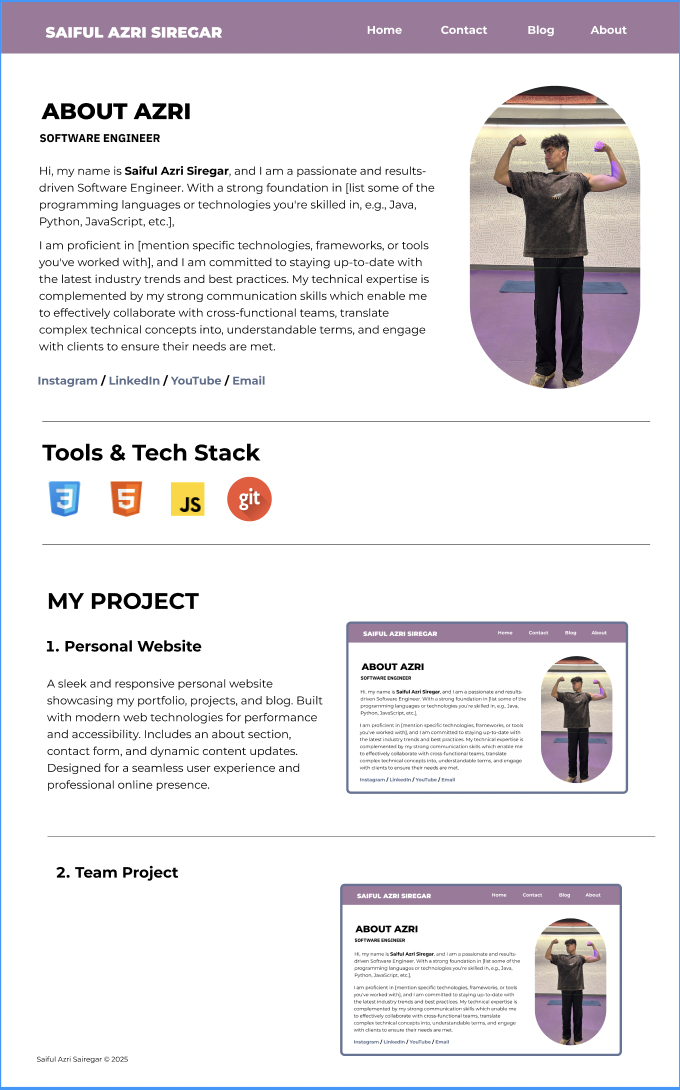 SAIFUL AZRI SIREGAR
Home Contact Blog About
ABOUT AZRI
SOFTWARE ENGINEER
Hi, my name is Saiful Azri Siregar, and I am a passionate and results-
driven Software Engineer. With a strong foundation in [list some of the
programming languages or technologies you're skilled in, e.g., Java,
Python, JavaScript, etc.],
I am proficient in [mention specific technologies, frameworks, or tools
you've worked with], and I am committed to staying up-to-date with
the latest industry trends and best practices. My technical expertise is
complemented by my strong communication skills which enable me
to effectively collaborate with cross-functional teams, translate
complex technical concepts into, understandable terms, and engage
with clients to ensure their needs are met.
Instagram / LinkedIn / YouTube / Email
Tools & Tech Stack
3 5 JS git
MY PROJECT
1. Personal Website
A sleek and responsive personal website
showcasing my portfolio, projects, and blog. Built
with modern web technologies for performance
and accessibility. Includes an about section,
contact form, and dynamic content updates.
Designed for a seamless user experience and
professional online presence.
SAIFUL AZRI SIREGAR
Home Contact Blog About
ABOUT AZRI
SOFTWARE ENGINEER
Hi, my name is Saiful Azri Siregar, and I am a passionate and results-
driven Software Engineer. With a strong foundation in [list some of the
programming languages or technologies you're skilled in, e.g., Java,
Python, JavaScript, etc.],
I am proficient in [mention specific technologies, frameworks, or tools
you've worked with], and I am committed to staying up-to-date with
the latest industry trends and best practices. My technical expertise is
complemented by my strong communication skills which enable me
to effectively collaborate with cross-functional teams, translate
complex technical concepts into, understandable terms, and engage
with clients to ensure their needs are met.
Instagram / LinkedIn / YouTube / Email
2. Team Project
SAIFUL AZRI SIREGAR
Home Contact Blog About
ABOUT AZRI
SOFTWARE ENGINEER
Hi, my name is Saiful Azri Siregar, and I am a passionate and results-
driven Software Engineer. With a strong foundation in [list some of the
programming languages or technologies you're skilled in, e.g., Java,
Python, JavaScript, etc.],
I am proficient in [mention specific technologies, frameworks, or tools
you've worked with], and I am committed to staying up-to-date with
the latest industry trends and best practices. My technical expertise is
complemented by my strong communication skills which enable me
to effectively collaborate with cross-functional teams, translate
complex technical concepts into, understandable terms, and engage
with clients to ensure their needs are met.
Instagram / LinkedIn / YouTube / Email
Saiful Azri Sairegar © 2025